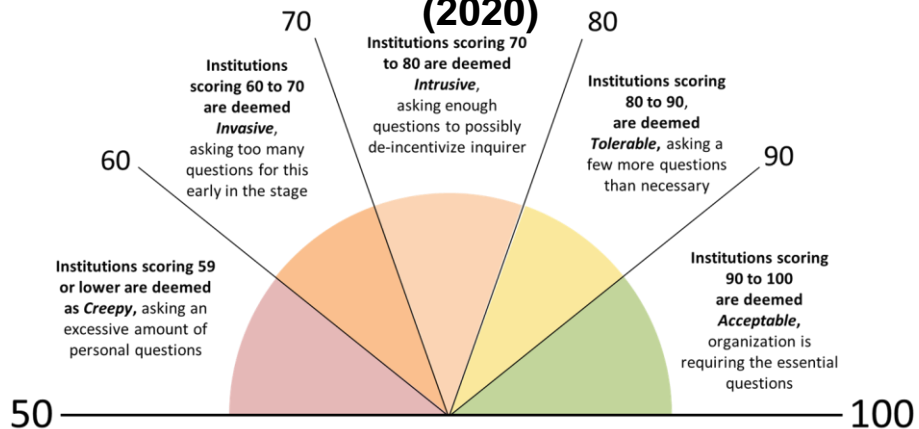 (2020)
70
80
Institutions scoring 70
to 80 are deemed
Intrusive,
asking enough
questions to possibly
de-incentivize inquirer
Institutions
scoring 60 to 70
are deemed
Invasive,
asking too many
questions for this
early in the stage
Institutions scoring
80 to 90,
are deemed
Tolerable, asking a
few more questions
than necessary
60
90
Institutions scoring 59
or lower are deemed
as Creepy, asking an
excessive amount of
personal questions
Institutions scoring
90 to 100
are deemed
Acceptable,
organization is
requiring the essential
questions
50
100